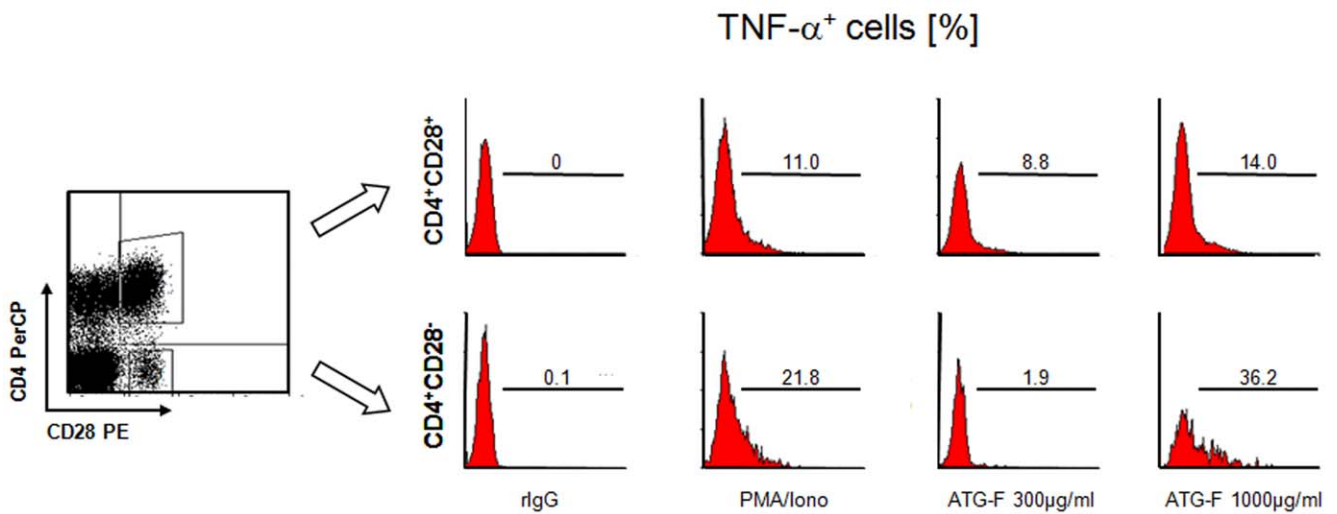 TNF-α⁺ cells [%]
CD4⁺CD28⁺
0
11.0
8.8
14.0
CD4 PerCP
CD28 PE
CD4⁺CD28⁻
0.1
21.8
1.9
36.2
rIgG
PMA/Iono
ATG-F 300µg/ml
ATG-F 1000µg/ml